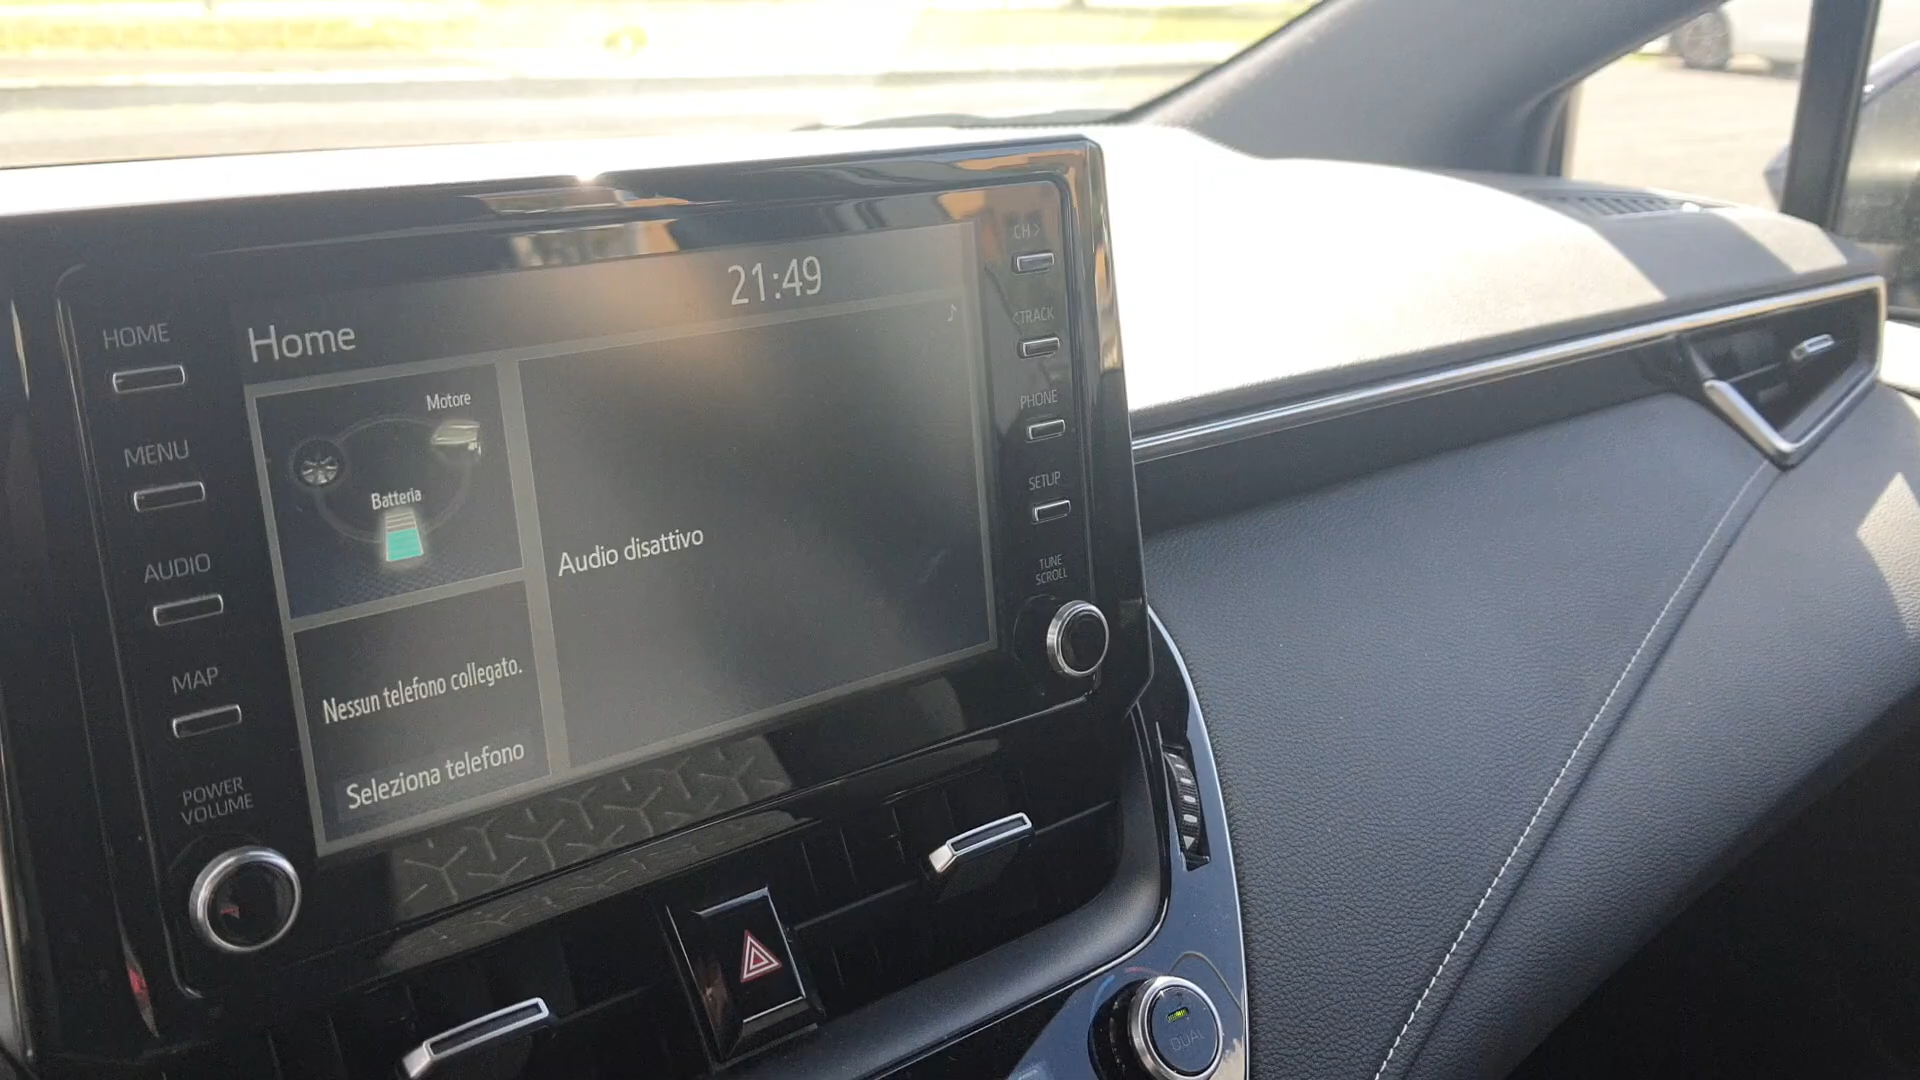 21:49
Home
HOME
MENU
AUDIO
MAP
POWER
VOLUME
Motore
Batteria
Audio disattivo
Nessun telefono collegato.
Seleziona telefono
CH >
< TRACK
PHONE
SETUP
TUNE
SCROLL
DUAL